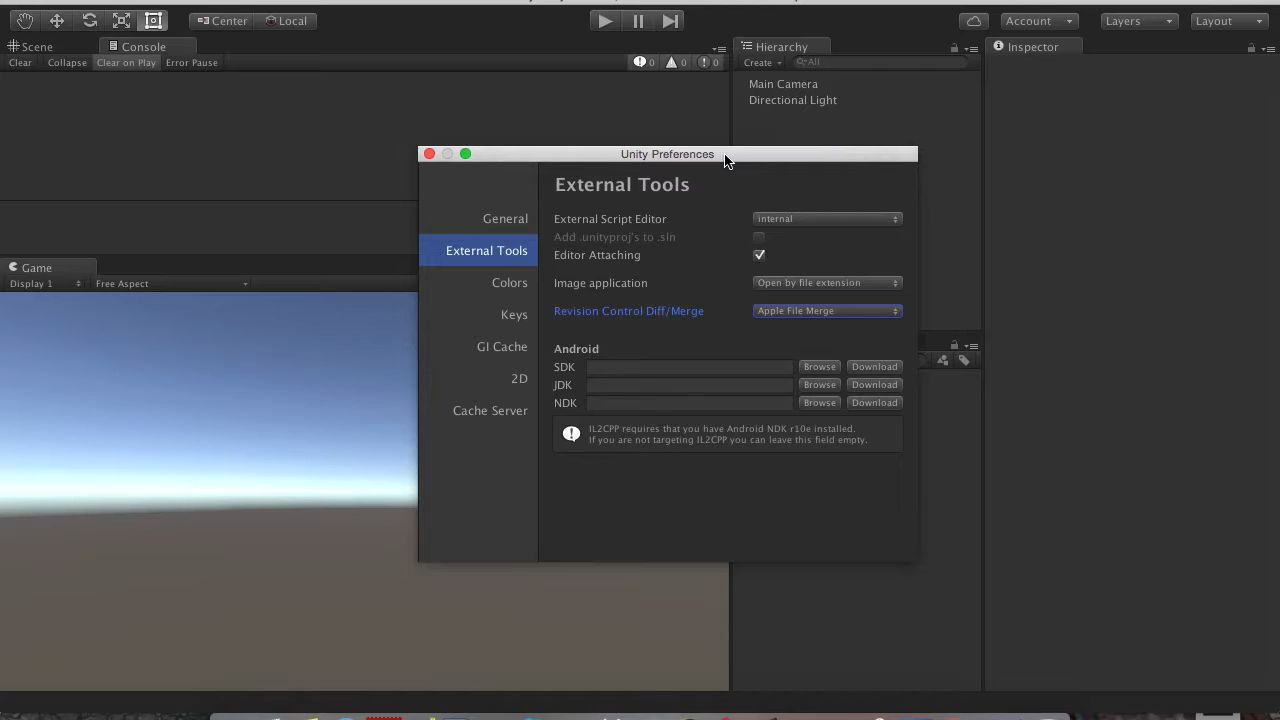 Center Local Account Layers Layout
Scene Console Hierarchy Inspector
Clear Collapse Clear on Play Error Pause 0 0 0 Create All
Main Camera
Directional Light
Unity Preferences
External Tools
General External Script Editor internal
Add .unityproj's to .sln
External Tools Editor Attaching
Game
Display 1 Free Aspect
Colors Image application Open by file extension
Keys Revision Control Diff/Merge Apple File Merge
GI Cache Android
SDK Browse Download
2D JDK Browse Download
NDK Browse Download
Cache Server
IL2CPP requires that you have Android NDK r10e installed.
If you are not targeting IL2CPP you can leave this field empty.